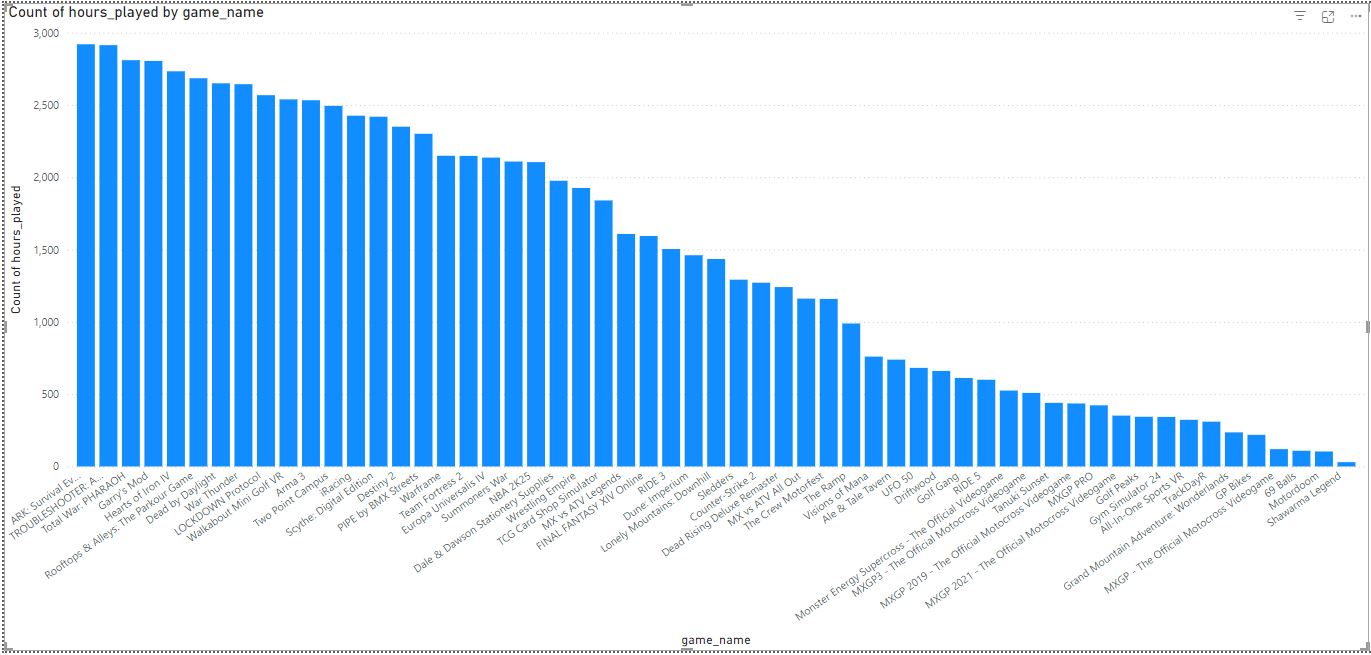 Count of hours_played by game_name
Count of hours_played
3,000
2,500
2,000
1,500
1,000
500
0
ARK: Survival Ev...
TROUBLESHOOTER: A...
Total War: PHARAOH
Garry's Mod
Hearts of Iron IV
Rooftops & Alleys: The Parkour Game
Dead by Daylight
War Thunder
LOCKDOWN Protocol
Walkabout Mini Golf VR
Arma 3
Two Point Campus
iRacing
Scythe: Digital Edition
Destiny 2
PIPE by BMX Streets
Warframe
Team Fortress 2
Europa Universalis IV
Summoners War
NBA 2K25
Dale & Dawson Stationery Supplies
Wrestling Empire
TCG Card Shop Simulator
MX vs ATV Legends
FINAL FANTASY XIV Online
RIDE 3
Dune: Imperium
Lonely Mountains: Downhill
Sledders
Counter-Strike 2
Dead Rising Deluxe Remaster
MX vs ATV All Out
The Crew Motorfest
The Ramp
Visions of Mana
Ale & Tale Tavern
UFO 50
Driftwood
Golf Gang
RIDE 5
Monster Energy Supercross - The Official Videogame
MXGP3 - The Official Motocross Videogame
Tanuki Sunset
MXGP 2019 - The Official Motocross Videogame
MXGP PRO
MXGP 2021 - The Official Motocross Videogame
Golf Peaks
Gym Simulator 24
All-In-One Sports VR
TrackDayR
Grand Mountain Adventure: Wonderlands
GP Bikes
MXGP - The Official Motocross Videogame
69 Balls
Motordoom
Shawarma Legend
game_name